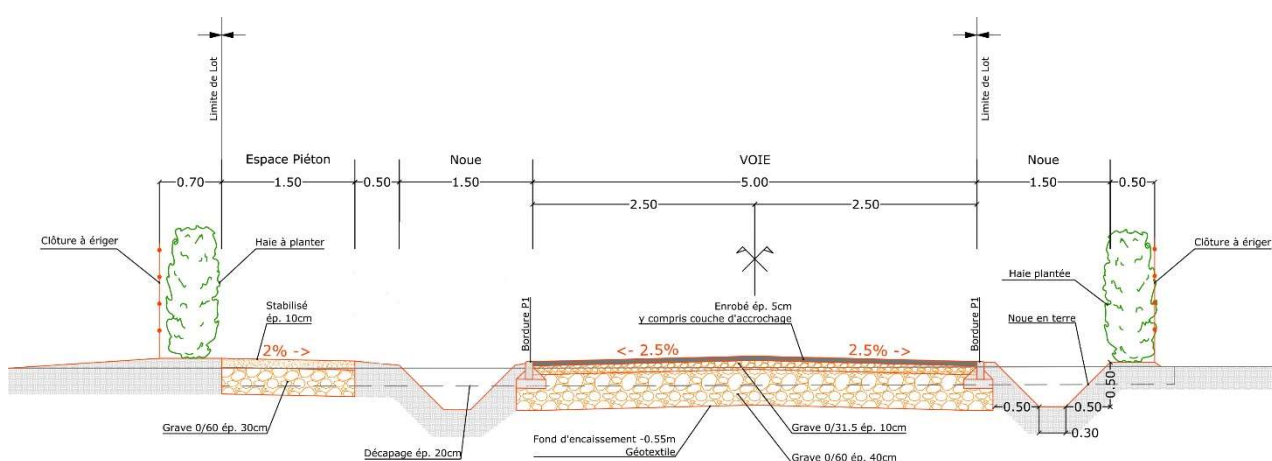 Limite de Lot
Limite de Lot
Espace Piéton
Noue
VOIE
Noue
0.70
1.50
0.50
1.50
5.00
1.50
0.50
2.50
2.50
Clôture à ériger
Haie à planter
Clôture à ériger
Haie plantée
Stabilisé
ép. 10cm
Bordure P1
Enrobé ép. 5cm
y compris couche d'accrochage
Bordure P1
Noue en terre
2% ->
<- 2.5%
2.5% ->
0.50
0.50
0.50
0.30
Grave 0/60 ép. 30cm
Décapage ép. 20cm
Fond d'encaissement -0.55m
Géotextile
Grave 0/31.5 ép. 10cm
Grave 0/60 ép. 40cm